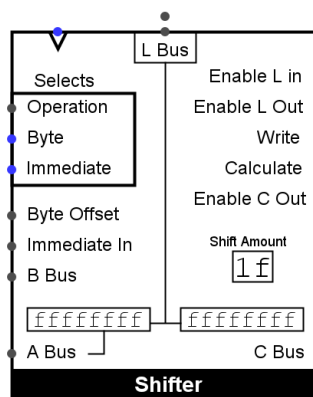 L Bus
Selects
Enable L in
Operation
Enable L Out
Byte
Write
Immediate
Calculate
Enable C Out
Byte Offset
Immediate In
Shift Amount
1f
B Bus
ffffffff ffffffff
A Bus
C Bus
Shifter